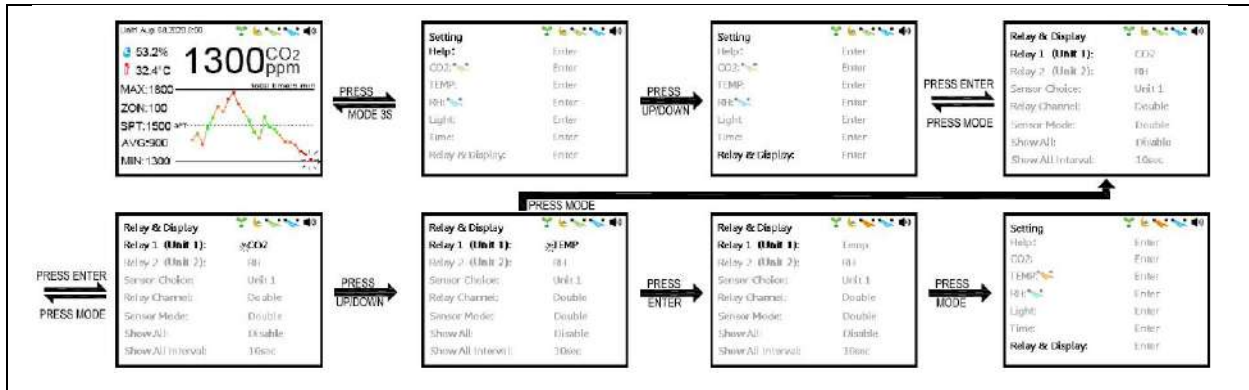 Unit1 Aug 08,2020 0:00
53.2%
32.4°C
1300 CO2
ppm
MAX:1800
total timers min
ZON:100
SPT:1500
SPT
AVG:900
MIN:1300
PRESS
MODE 3S
Setting
Help: Enter
CO2: Enter
TEMP: Enter
RH: Enter
Light: Enter
Time: Enter
Relay & Display: Enter
PRESS
UP/DOWN
Setting
Help: Enter
CO2: Enter
TEMP: Enter
RH: Enter
Light: Enter
Time: Enter
Relay & Display: Enter
PRESS ENTER
PRESS MODE
Relay & Display
Relay 1 (Unit 1): CO2
Relay 2 (Unit 2): RH
Sensor Choice: Unit 1
Relay Channel: Double
Sensor Mode: Double
Show All: Disable
Show All Interval: 10sec
PRESS MODE
PRESS ENTER
PRESS MODE
Relay & Display
Relay 1 (Unit 1): CO2
Relay 2 (Unit 2): RH
Sensor Choice: Unit 1
Relay Channel: Double
Sensor Mode: Double
Show All: Disable
Show All Interval: 10sec
PRESS
UP/DOWN
Relay & Display
Relay 1 (Unit 1): TEMP
Relay 2 (Unit 2): RH
Sensor Choice: Unit 1
Relay Channel: Double
Sensor Mode: Double
Show All: Disable
Show All Interval: 10sec
PRESS
ENTER
Relay & Display
Relay 1 (Unit 1): Temp
Relay 2 (Unit 2): RH
Sensor Choice: Unit 1
Relay Channel: Double
Sensor Mode: Double
Show All: Disable
Show All Interval: 10sec
PRESS
MODE
Setting
Help: Enter
CO2: Enter
TEMP: Enter
RH: Enter
Light: Enter
Time: Enter
Relay & Display: Enter